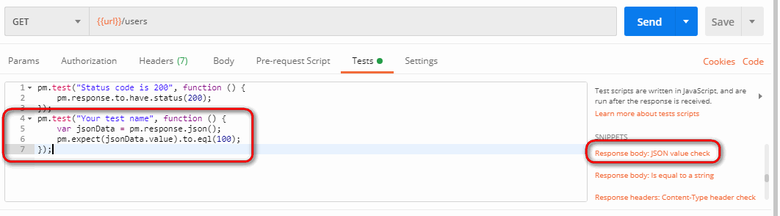 GET {{url}}/users Send Save
Params Authorization Headers (7) Body Pre-request Script Tests Settings Cookies Code
1 pm.test("Status code is 200", function () {
2 pm.response.to.have.status(200);
3 });
4 pm.test("Your test name", function () {
5 var jsonData = pm.response.json();
6 pm.expect(jsonData.value).to.eql(100);
7 });
Test scripts are written in JavaScript, and are
run after the response is received.
Learn more about tests scripts
SNIPPETS
Response body: JSON value check
Response body: Is equal to a string
Response headers: Content-Type header check